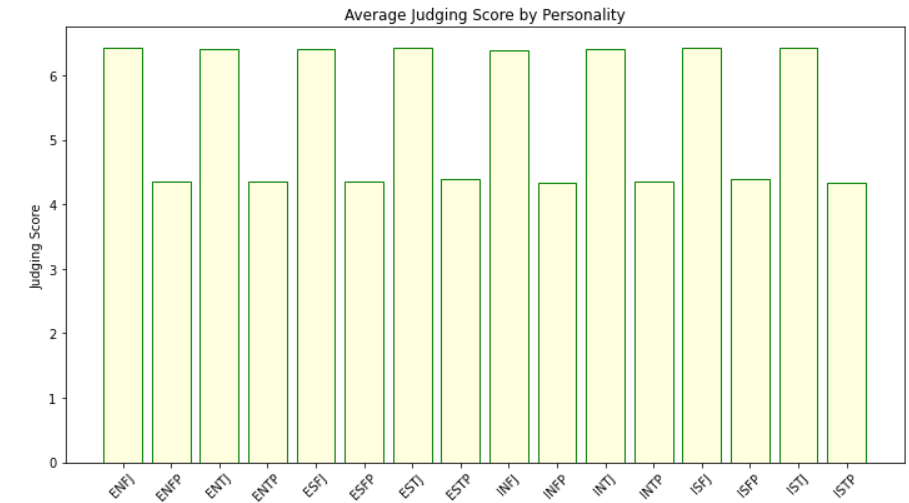 Average Judging Score by Personality
Judging Score
6
5
4
3
2
1
0
ENFJ
ENFP
ENTJ
ENTP
ESFJ
ESFP
ESTJ
ESTP
INFJ
INFP
INTJ
INTP
ISFJ
ISFP
ISTJ
ISTP